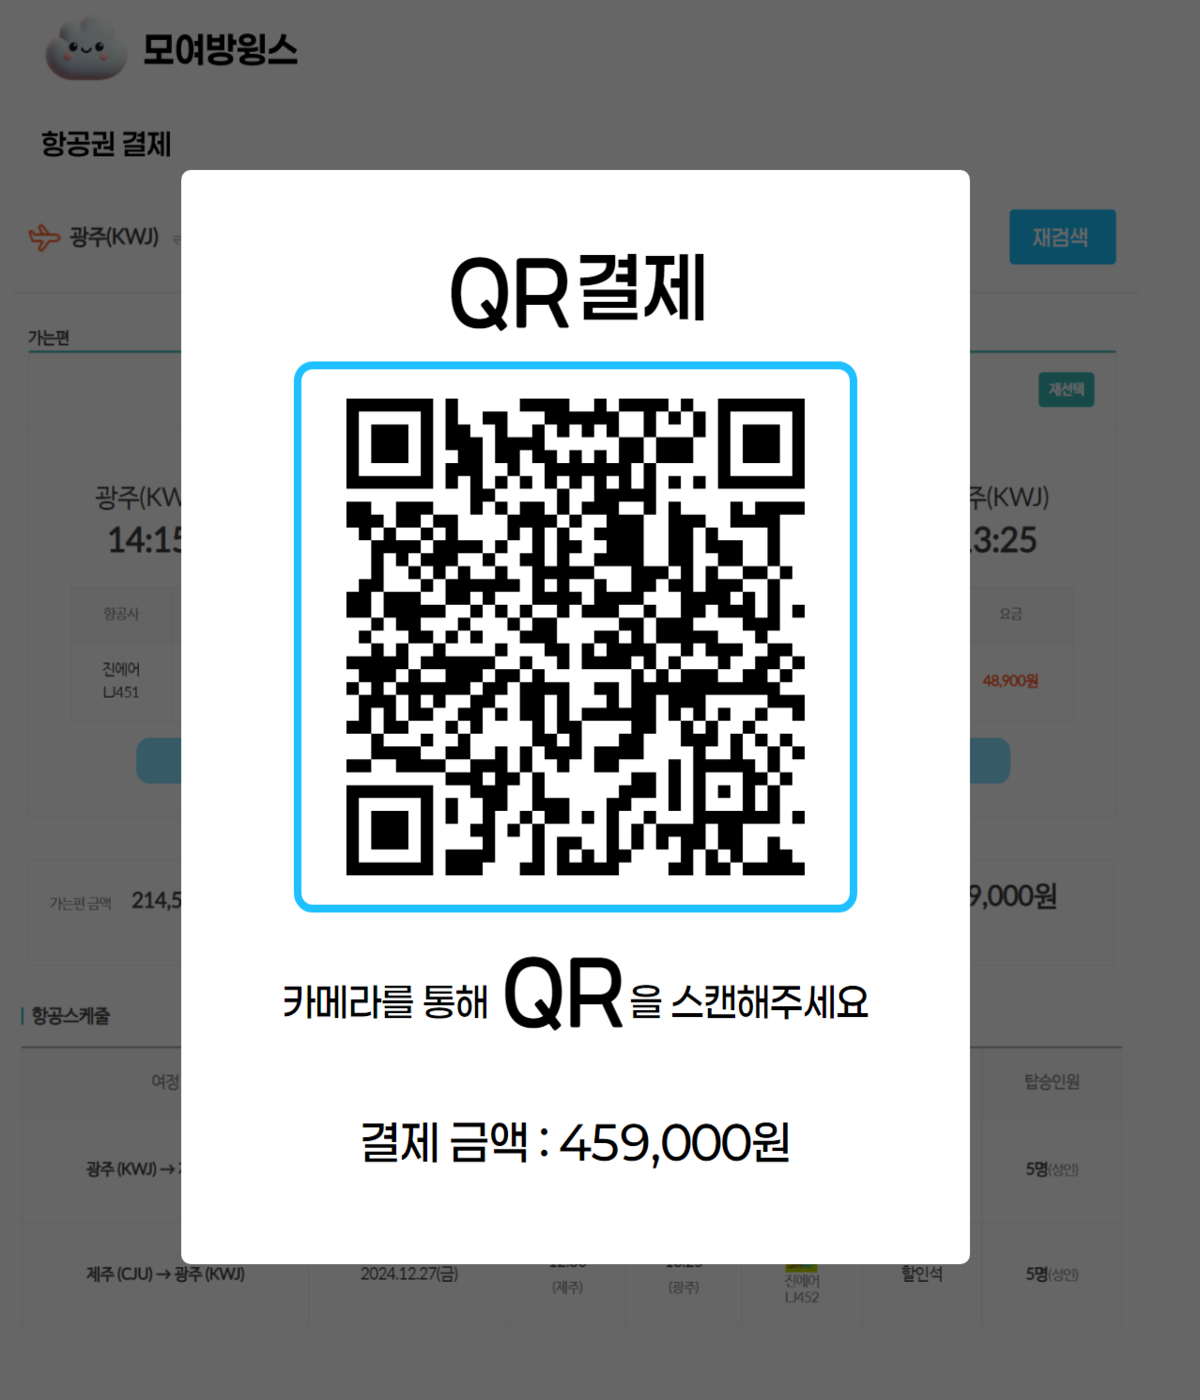 모여방윙스
항공권 결제
광주(KWJ)
재검색
QR결제
가는편
재선택
광주(KW
주(KWJ)
14:15
3:25
항공사
요금
진에어
LJ451
48,900원
가는편 금액 214,5
9,000원
카메라를 통해 QR을 스캔해주세요
항공스케줄
여정
탑승인원
결제 금액 : 459,000원
광주 (KWJ) →
5명(성인)
제주 (CJU) → 광주 (KWJ)
2024.12.27(금)
(제주)
(광주)
진에어
LJ452
할인석
5명(성인)